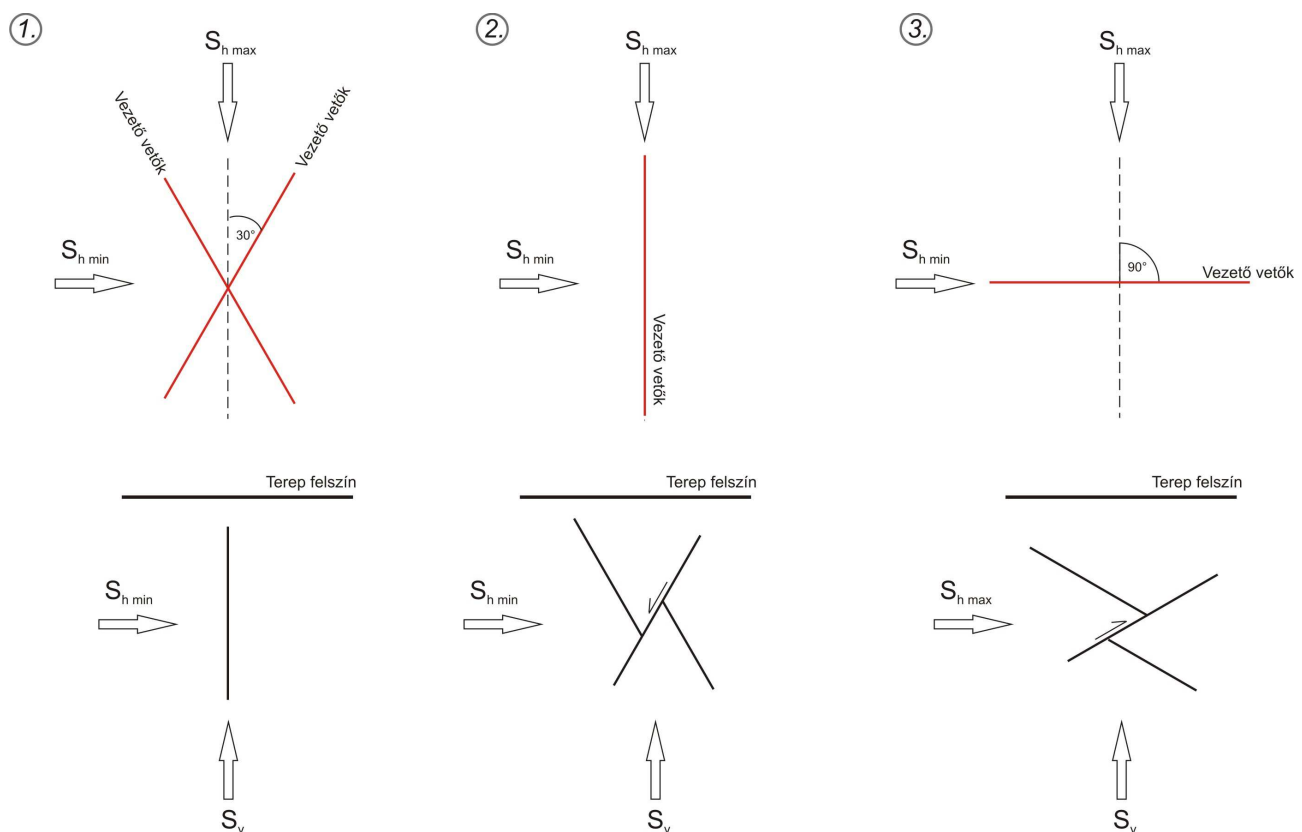 1.
S h max
Vezető vetők
Vezető vetők
30°
S h min
2.
S h max
S h min
Vezető vetők
3.
S h max
S h min
90°
Vezető vetők
Terep felszín
S h min
S v
Terep felszín
S h min
S v
Terep felszín
S h max
S v